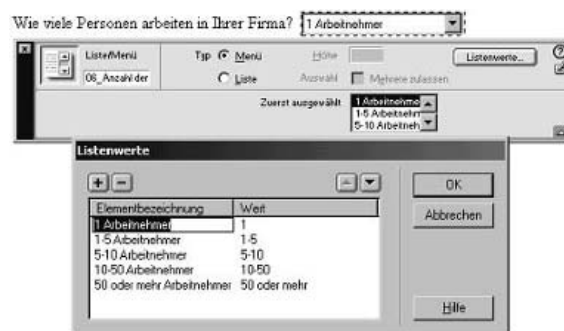 Wie viele Personen arbeiten in Ihrer Firma? 1 Arbeitnehmer
Liste/Menü Typ Menü Höhe Listenwerte...
06_Anzahl der Liste Auswahl Mehrere zulassen
Zuerst ausgewählt 1 Arbeitnehme
1-5 Arbeitnehm
5-10 Arbeitneh
Listenwerte
Elementbezeichnung Wert
1 Arbeitnehmer 1
1-5 Arbeitnehmer 1-5
5-10 Arbeitnehmer 5-10
10-50 Arbeitnehmer 10-50
50 oder mehr Arbeitnehmer 50 oder mehr
OK
Abbrechen
Hilfe